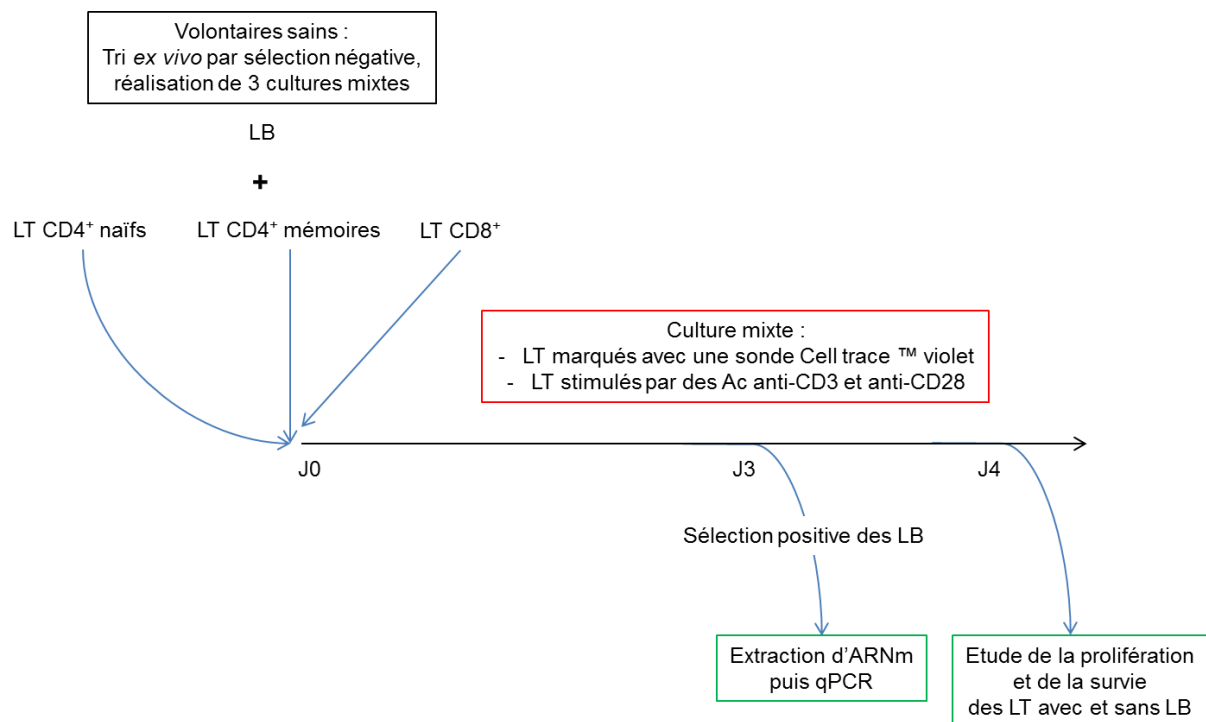 Volontaires sains :
Tri ex vivo par sélection négative,
réalisation de 3 cultures mixtes
LB
+
LT CD4⁺ naïfs
LT CD4⁺ mémoires
LT CD8⁺
Culture mixte :
- LT marqués avec une sonde Cell trace ™ violet
- LT stimulés par des Ac anti-CD3 et anti-CD28
J0
J3
J4
Sélection positive des LB
Extraction d'ARNm
puis qPCR
Etude de la prolifération
et de la survie
des LT avec et sans LB